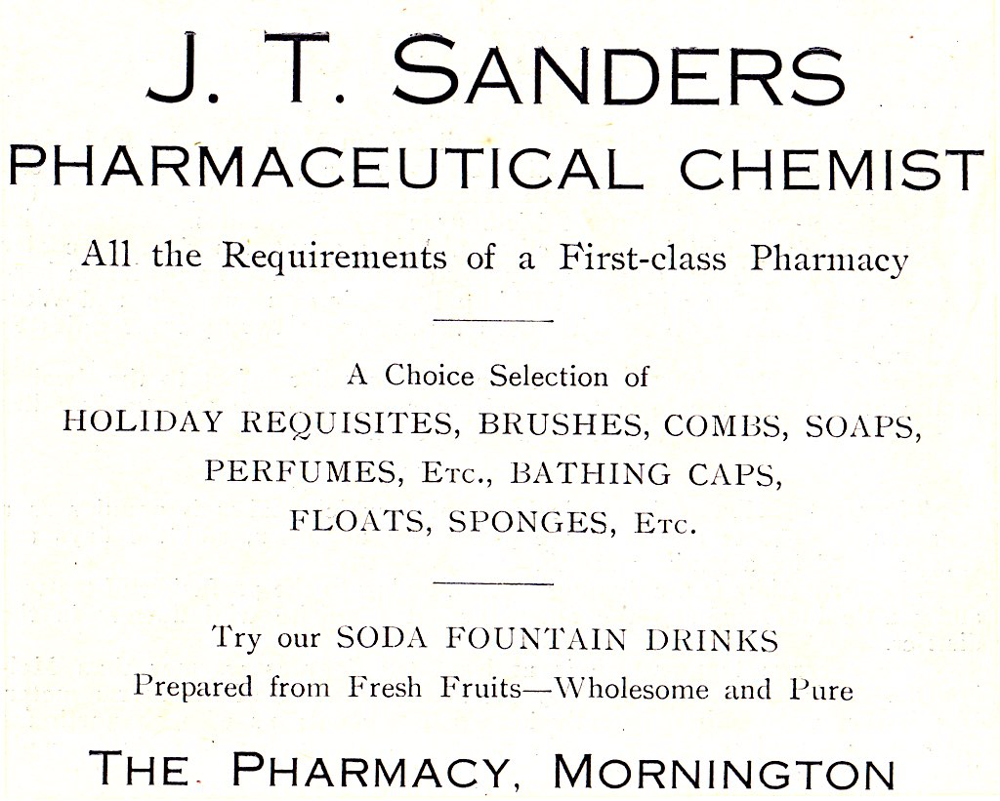 J. T. SANDERS
PHARMACEUTICAL CHEMIST
All the Requirements of a First-class Pharmacy
A Choice Selection of
HOLIDAY REQUISITES, BRUSHES, COMBS, SOAPS,
PERFUMES, ETC., BATHING CAPS,
FLOATS, SPONGES, ETC.
Try our SODA FOUNTAIN DRINKS
Prepared from Fresh Fruits—Wholesome and Pure
THE PHARMACY, MORNINGTON